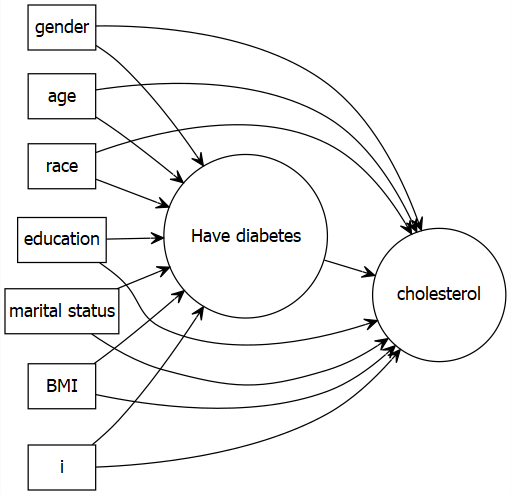 gender
age
race
education
marital status
BMI
i
Have diabetes
cholesterol